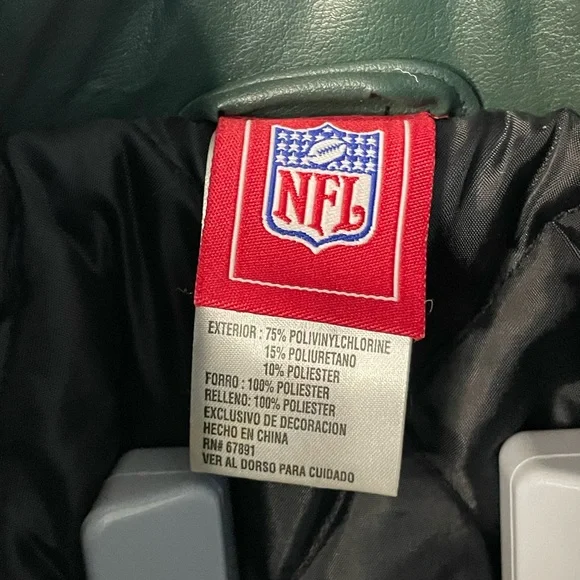 NFL
EXTERIOR : 75% POLIVINYLCHLORINE
15% POLIURETANO
10% POLIESTER
FORRO : 100% POLIESTER
RELLENO: 100% POLIESTER
EXCLUSIVO DE DECORACION
HECHO EN CHINA
RN# 67891
VER AL DORSO PARA CUIDADO